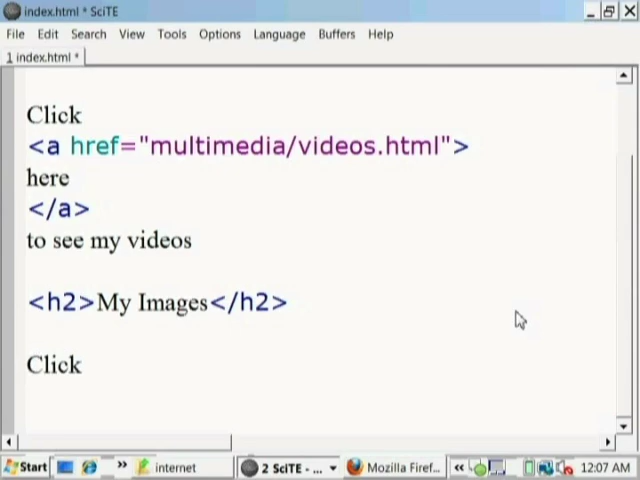 index.html * SciTE
File Edit Search View Tools Options Language Buffers Help
1 index.html *
Click
<a href="multimedia/videos.html">
here
</a>
to see my videos
<h2>My Images</h2>
Click
Start » internet 2 SciTE - ... Mozilla Firef... « 12:07 AM